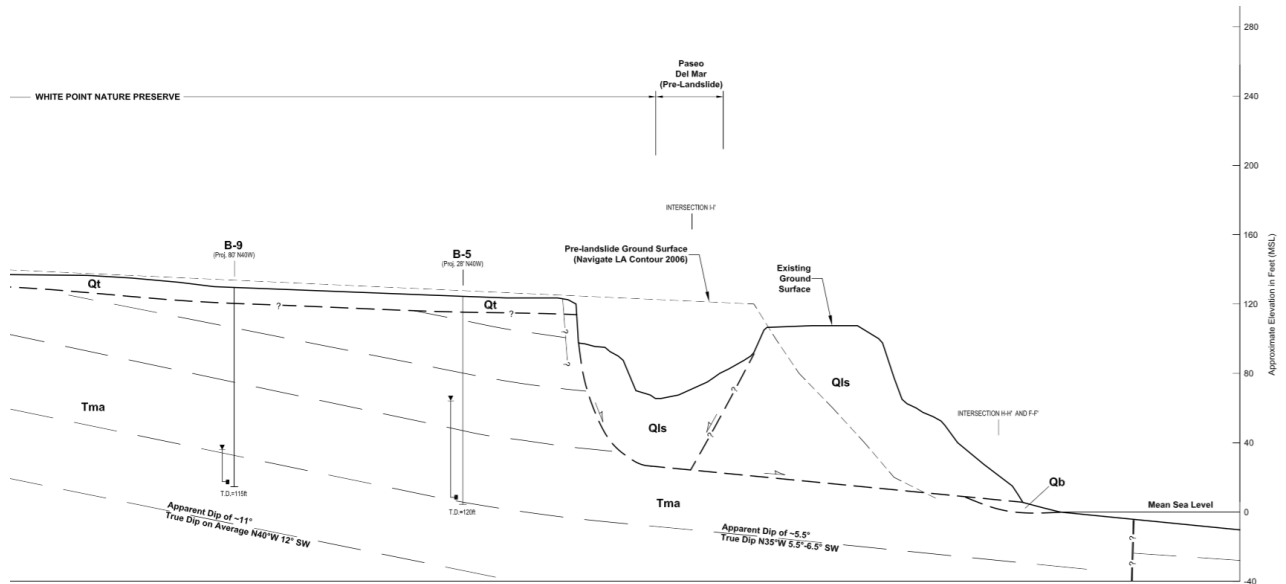 280
Paseo
Del Mar
(Pre-Landslide)
WHITE POINT NATURE PRESERVE
240
200
INTERSECTION I-I'
160
B-9
(Proj. 80' N40W)
B-5
(Proj. 28' N40W)
Pre-landslide Ground Surface
(Navigate LA Contour 2006)
Existing
Ground
Surface
Approximate Elevation in Feet (MSL)
Qt
Qt
120
?
?
?
?
?
80
Qls
Tma
INTERSECTION H-H' AND F-F'
Qls
?
40
Qb
T.D.=115ft
T.D.=120ft
Tma
Mean Sea Level
0
Apparent Dip of ~11°
True Dip on Average N40°W 12° SW
Apparent Dip of ~5.5°
True Dip N35°W 5.5°-6.5° SW
?
?
-40